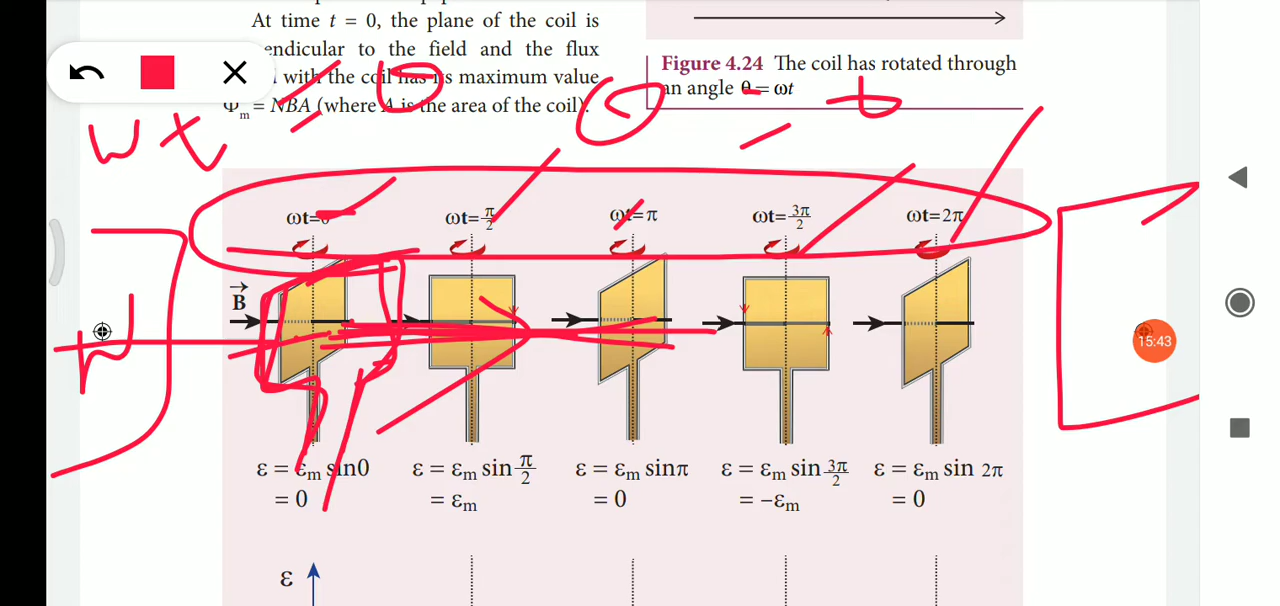 At time t = 0, the plane of the coil is
endicular to the field and the flux
with the coil has its maximum value
Φm = NBA (where A is the area of the coil).
Figure 4.24 The coil has rotated through
an angle θ = ωt
ωt=0 ωt=π/2 ωt=π ωt=3π/2 ωt=2π
B
ε = εm sin0 ε = εm sin π/2 ε = εm sinπ ε = εm sin 3π/2 ε = εm sin 2π
= 0 = εm = 0 = −εm = 0
ε
15:43